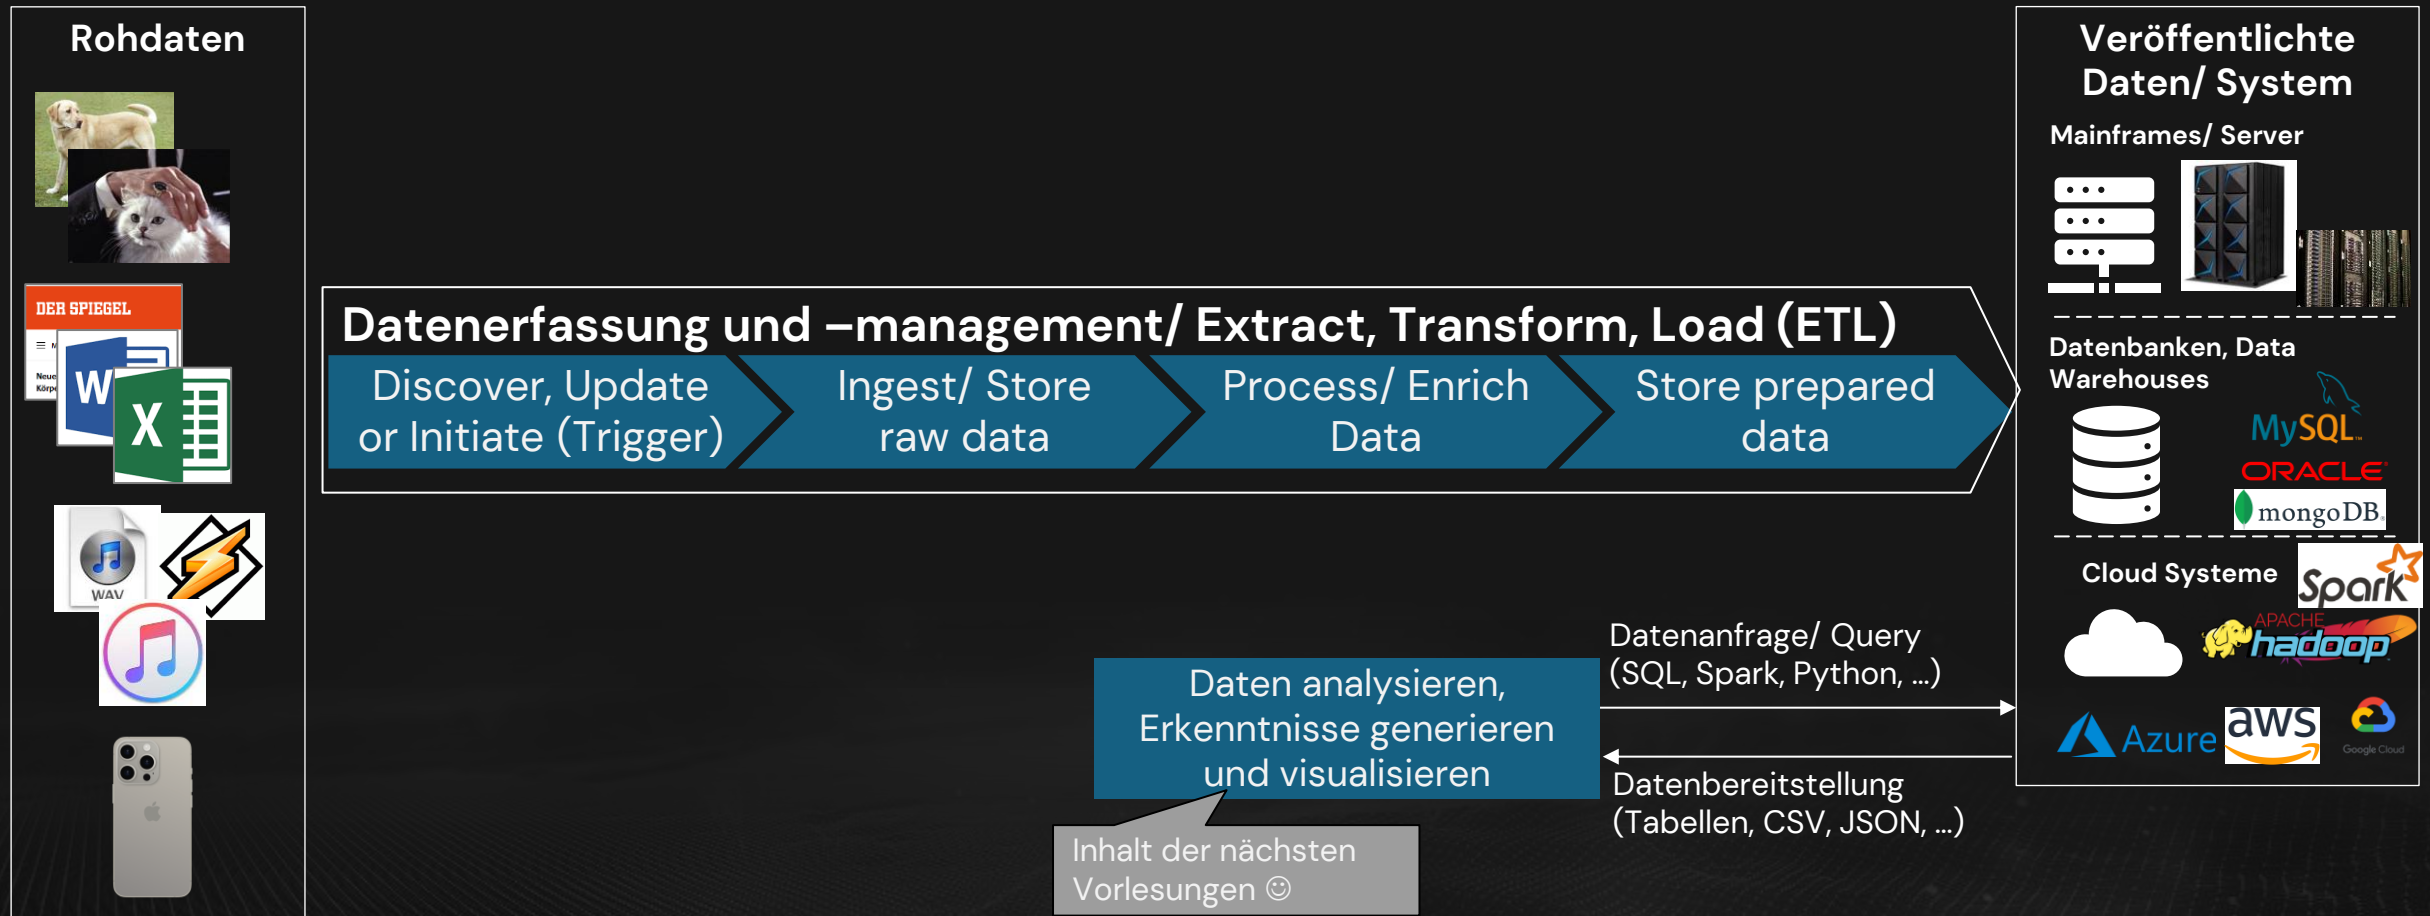 Rohdaten
DER SPIEGEL
Neue
Körpe
W
X
WAV
Datenerfassung und –management/ Extract, Transform, Load (ETL)
Discover, Update
or Initiate (Trigger)
Ingest/ Store
raw data
Process/ Enrich
Data
Store prepared
data
Daten analysieren,
Erkenntnisse generieren
und visualisieren
Inhalt der nächsten
Vorlesungen ☺
Datenanfrage/ Query
(SQL, Spark, Python, ...)
Datenbereitstellung
(Tabellen, CSV, JSON, ...)
Veröffentlichte
Daten/ System
Mainframes/ Server
Datenbanken, Data
Warehouses
MySQL™
ORACLE®
mongoDB®
Cloud Systeme
Spark
APACHE
hadoop
Azure
aws
Google Cloud